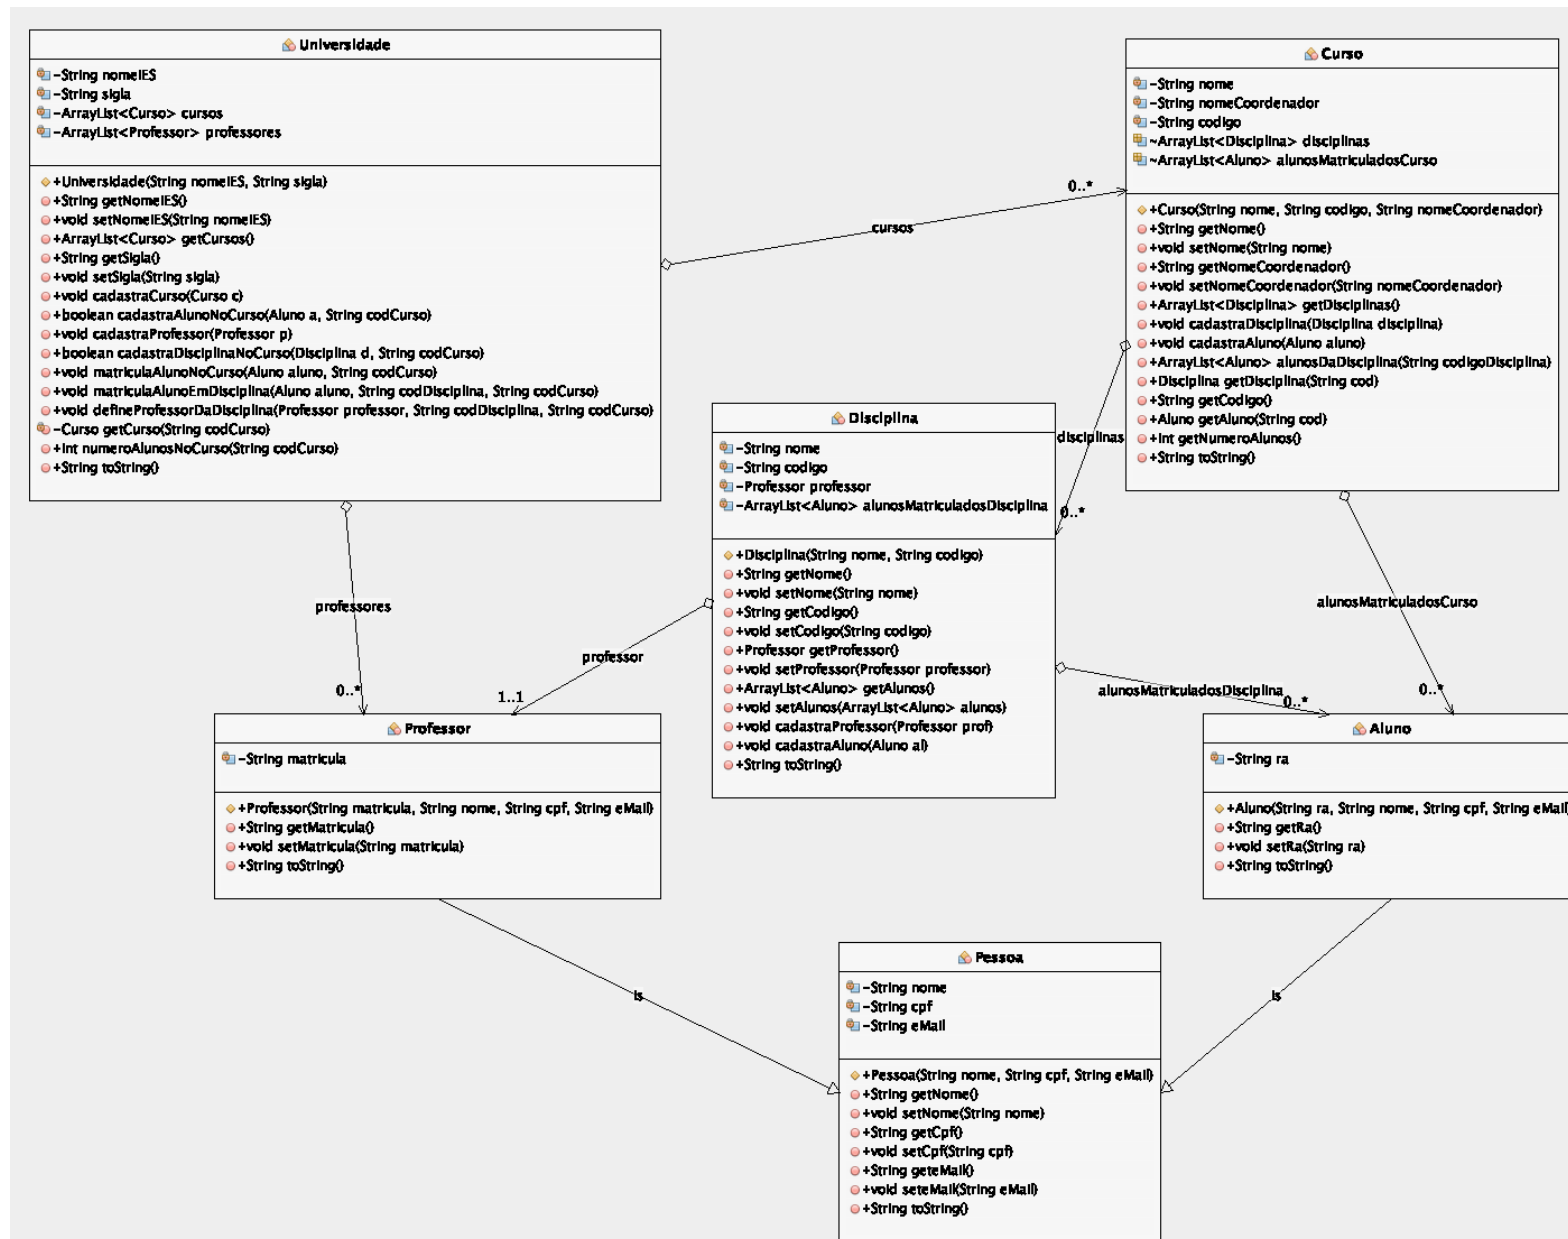 Universidade
-String nomeIES
-String sigla
-ArrayList<Curso> cursos
-ArrayList<Professor> professores
+Universidade(String nomeIES, String sigla)
+String getNomeIES()
+void setNomeIES(String nomeIES)
+ArrayList<Curso> getCursos()
+String getSigla()
+void setSigla(String sigla)
+void cadastraCurso(Curso c)
+boolean cadastraAlunoNoCurso(Aluno a, String codCurso)
+void cadastraProfessor(Professor p)
+boolean cadastraDisciplinaNoCurso(Disciplina d, String codCurso)
+void matriculaAlunoNoCurso(Aluno aluno, String codCurso)
+void matriculaAlunoEmDisciplina(Aluno aluno, String codDisciplina, String codCurso)
+void defineProfessorDaDisciplina(Professor professor, String codDisciplina, String codCurso)
-Curso getCurso(String codCurso)
+int numeroAlunosNoCurso(String codCurso)
+String toString()
cursos
0..*
Curso
-String nome
-String nomeCoordenador
-String codigo
~ArrayList<Disciplina> disciplinas
~ArrayList<Aluno> alunosMatriculadosCurso
+Curso(String nome, String codigo, String nomeCoordenador)
+String getNome()
+void setNome(String nome)
+String getNomeCoordenador()
+void setNomeCoordenador(String nomeCoordenador)
+ArrayList<Disciplina> getDisciplinas()
+void cadastraDisciplina(Disciplina disciplina)
+void cadastraAluno(Aluno aluno)
+ArrayList<Aluno> alunosDaDisciplina(String codigoDisciplina)
+Disciplina getDisciplina(String cod)
+String getCodigo()
+Aluno getAluno(String cod)
+int getNumeroAlunos()
+String toString()
disciplinas
0..*
Disciplina
-String nome
-String codigo
-Professor professor
-ArrayList<Aluno> alunosMatriculadosDisciplina
+Disciplina(String nome, String codigo)
+String getNome()
+void setNome(String nome)
+String getCodigo()
+void setCodigo(String codigo)
+Professor getProfessor()
+void setProfessor(Professor professor)
+ArrayList<Aluno> getAlunos()
+void setAlunos(ArrayList<Aluno> alunos)
+void cadastraProfessor(Professor prof)
+void cadastraAluno(Aluno al)
+String toString()
professores
0..*
professor
1..1
alunosMatriculadosCurso
0..*
alunosMatriculadosDisciplina
0..*
Professor
-String matricula
+Professor(String matricula, String nome, String cpf, String eMail)
+String getMatricula()
+void setMatricula(String matricula)
+String toString()
Aluno
-String ra
+Aluno(String ra, String nome, String cpf, String eMail)
+String getRa()
+void setRa(String ra)
+String toString()
is
is
Pessoa
-String nome
-String cpf
-String eMail
+Pessoa(String nome, String cpf, String eMail)
+String getNome()
+void setNome(String nome)
+String getCpf()
+void setCpf(String cpf)
+String geteMail()
+void seteMail(String eMail)
+String toString()